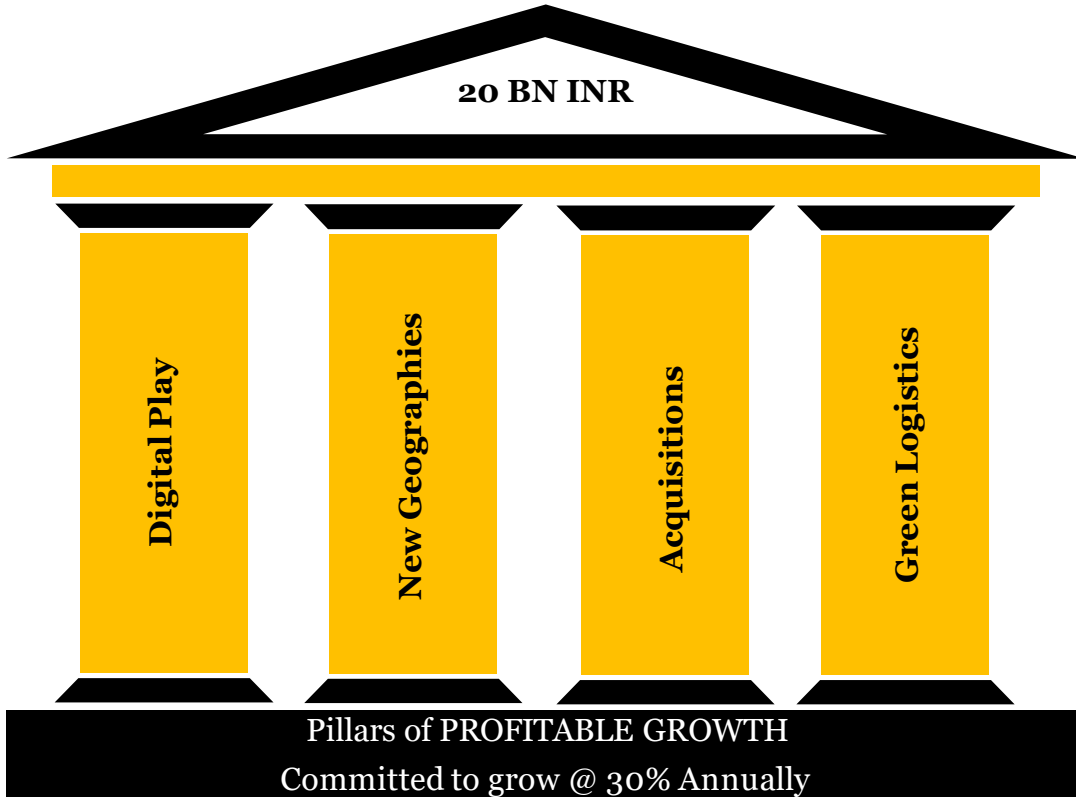 20 BN INR
Digital Play
New Geographies
Acquisitions
Green Logistics
Pillars of PROFITABLE GROWTH
Committed to grow @ 30% Annually